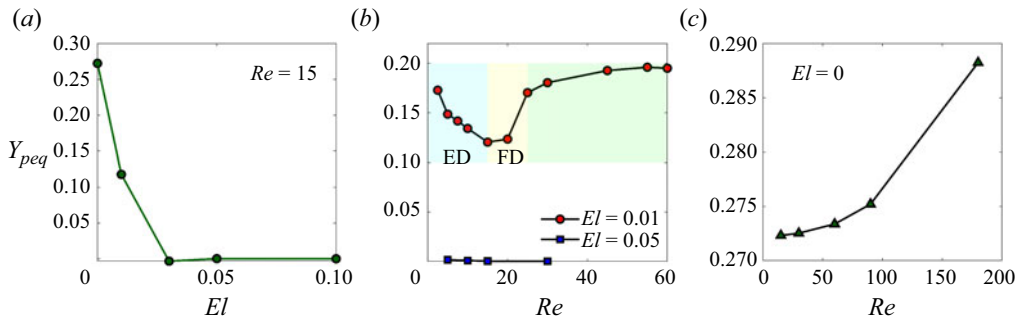 (a)
0.30
0.25
0.20
0.15
0.10
0.05
0
0.05
0.10
Y_peq
El
Re = 15
(b)
0.20
0.15
0.10
0.05
0
20
40
60
ED
FD
El = 0.01
El = 0.05
Re
(c)
0.290
0.285
0.280
0.275
0.270
0
50
100
150
200
El = 0
Re